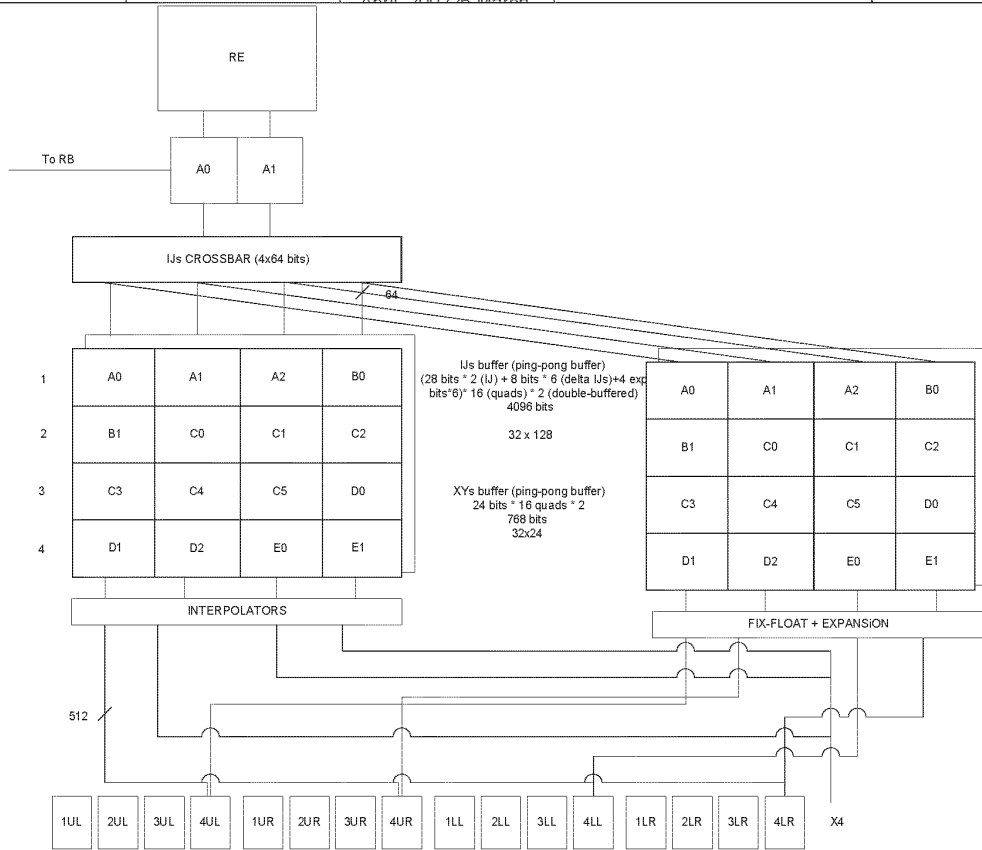 RE
To RB
A0 A1
IJs CROSSBAR (4x64 bits)
64
1 A0 A1 A2 B0
2 B1 C0 C1 C2
3 C3 C4 C5 D0
4 D1 D2 E0 E1
IJs buffer (ping-pong buffer)
(28 bits * 2 (IJ) + 8 bits * 6 (delta IJs)+4 exp
bits*6)* 16 (quads) * 2 (double-buffered)
4096 bits
32 x 128
XYs buffer (ping-pong buffer)
24 bits * 16 quads * 2
768 bits
32x24
A0 A1 A2 B0
B1 C0 C1 C2
C3 C4 C5 D0
D1 D2 E0 E1
INTERPOLATORS
FIX-FLOAT + EXPANSiON
512
1UL 2UL 3UL 4UL 1UR 2UR 3UR 4UR 1LL 2LL 3LL 4LL 1LR 2LR 3LR 4LR X4